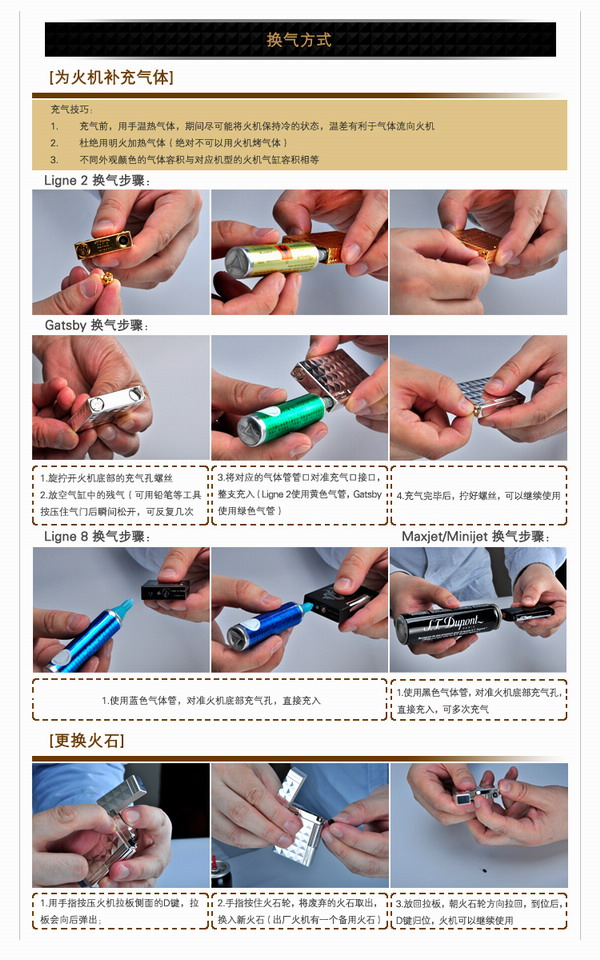 换气方式
[为火机补充气体]
充气技巧：
1. 充气前，用手温热气体，期间尽可能将火机保持冷的状态，温差有利于气体流向火机
2. 杜绝用明火加热气体（绝对不可以用火机烤气体）
3. 不同外观颜色的气体容积与对应机型的火机气缸容积相等
Ligne 2 换气步骤：
Gatsby 换气步骤：
1.旋拧开火机底部的充气孔螺丝
2.放空气缸中的残气（可用铅笔等工具
按压住气门后瞬间松开，可反复几次
3.将对应的气体管管口对准充气口接口，
整支充入（Ligne 2使用黄色气管，Gatsby
使用绿色气管）
4.充气完毕后，拧好螺丝，可以继续使用
Ligne 8 换气步骤：
Maxjet/Minijet 换气步骤：
S.T. Dupont
PARIS
1.使用蓝色气体管，对准火机底部充气孔，直接充入
1.使用黑色气体管，对准火机底部充气孔，
直接充入，可多次充气
[更换火石]
1.用手指按压火机拉板侧面的D键，拉
板会向后弹出；
2.手指按住火石轮，将废弃的火石取出，
换入新火石（出厂火机有一个备用火石）
3.放回拉板，朝火石轮方向拉回，到位后，
D键归位，火机可以继续使用